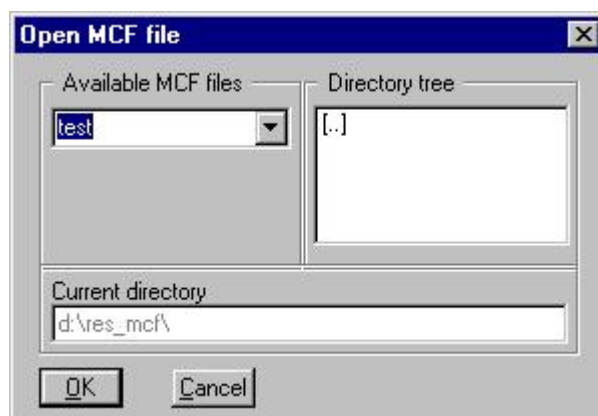 Open MCF file
Available MCF files
Directory tree
test
[..]
Current directory
d:\res_mcf\
OK
Cancel